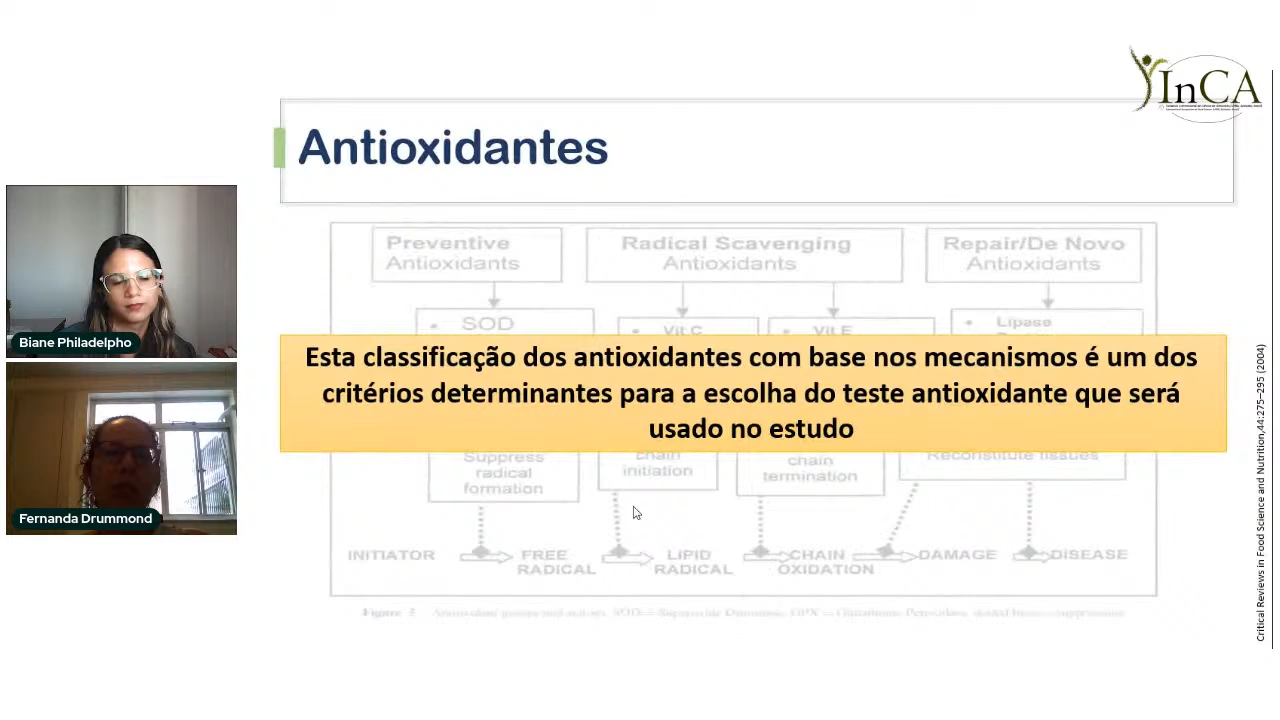 InCA
Antioxidantes
Biane Philadelpho
Fernanda Drummond
Preventive
Antioxidants
Radical Scavenging
Antioxidants
Repair/De Novo
Antioxidants
• SOD
• Vit C
• Vit E
• Lipase
Esta classificação dos antioxidantes com base nos mecanismos é um dos
critérios determinantes para a escolha do teste antioxidante que será
usado no estudo
Suppress
radical
formation
chain
initiation
chain
termination
Reconstitute tissues
INITIATOR
FREE
RADICAL
LIPID
RADICAL
CHAIN
OXIDATION
DAMAGE
DISEASE
Critical Reviews in Food Science and Nutrition,44:275–295 (2004)